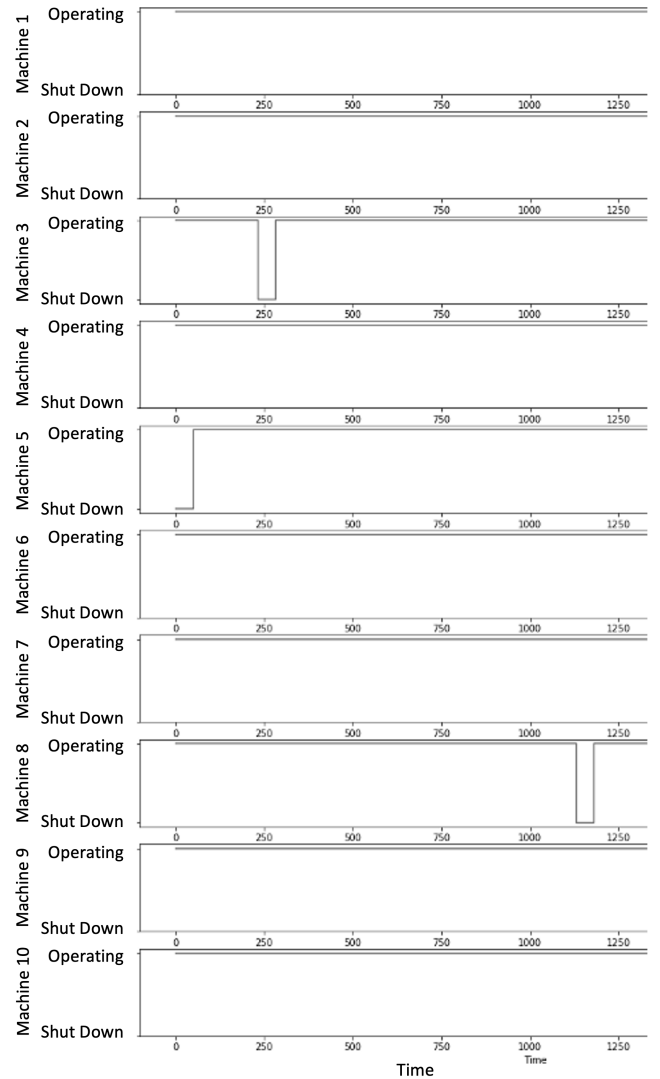 Machine 1
Operating
Shut Down
0 250 500 750 1000 1250
Machine 2
Operating
Shut Down
0 250 500 750 1000 1250
Machine 3
Operating
Shut Down
0 250 500 750 1000 1250
Machine 4
Operating
Shut Down
0 250 500 750 1000 1250
Machine 5
Operating
Shut Down
0 250 500 750 1000 1250
Machine 6
Operating
Shut Down
0 250 500 750 1000 1250
Machine 7
Operating
Shut Down
0 250 500 750 1000 1250
Machine 8
Operating
Shut Down
0 250 500 750 1000 1250
Machine 9
Operating
Shut Down
0 250 500 750 1000 1250
Machine 10
Operating
Shut Down
0 250 500 750 1000 1250
Time
Time